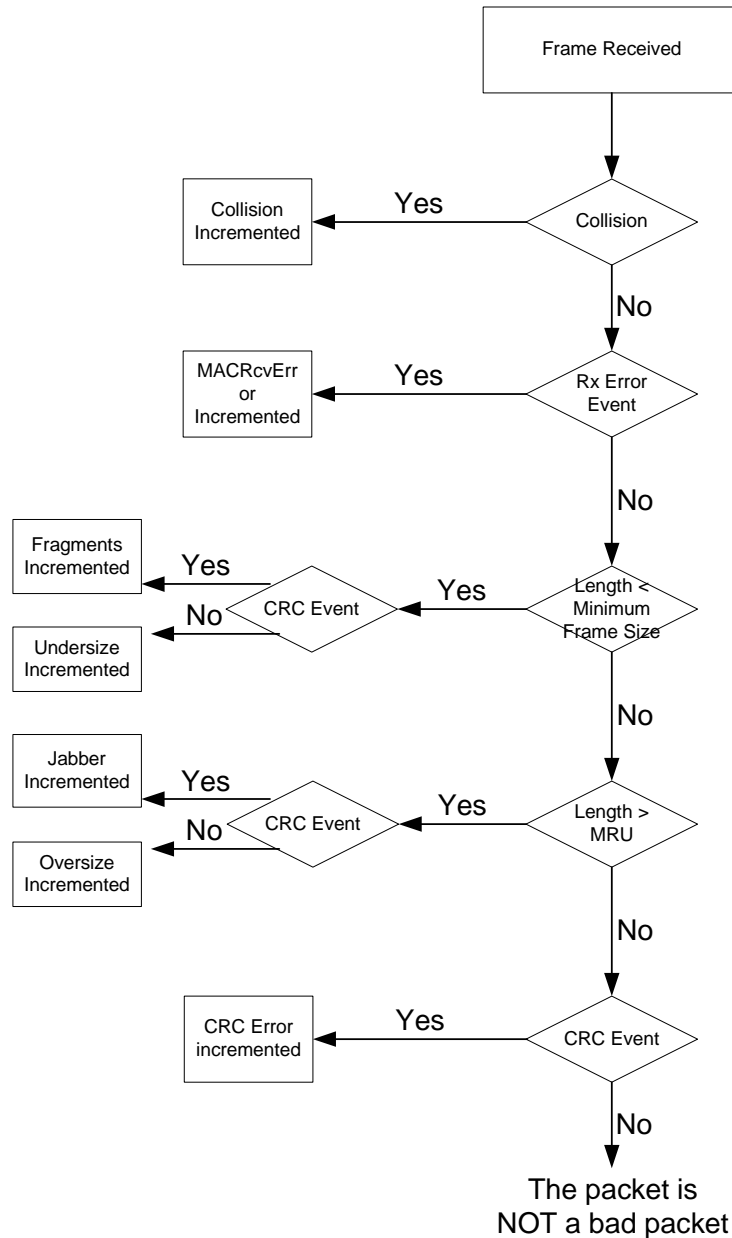 Frame Received
Collision
Yes
Collision
Incremented
No
Rx Error
Event
Yes
MACRcvErr
or
Incremented
No
Length <
Minimum
Frame Size
Yes
CRC Event
Yes
Fragments
Incremented
No
Undersize
Incremented
No
Length >
MRU
Yes
CRC Event
Yes
Jabber
Incremented
No
Oversize
Incremented
No
CRC Event
Yes
CRC Error
incremented
No
The packet is
NOT a bad packet